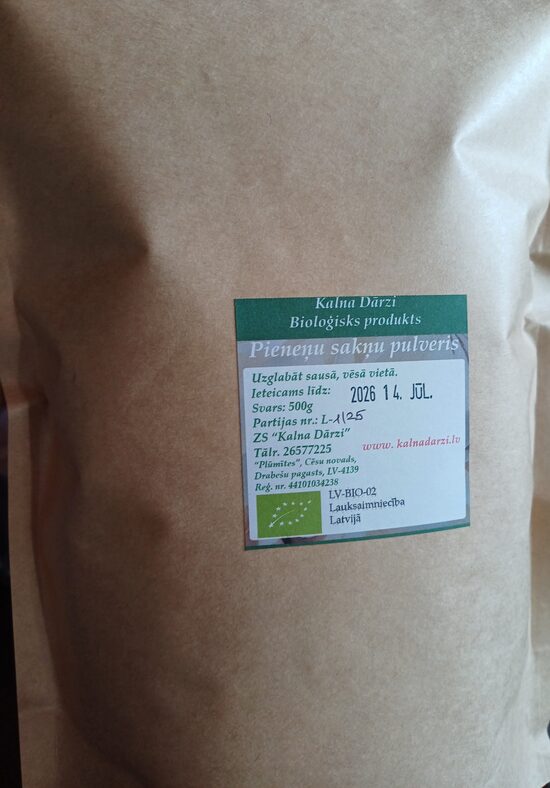 Kalna Dārzi
Bioloģisks produkts
Pieneņu sakņu pulveris
Uzglabāt sausā, vēsā vietā.
Ieteicams līdz: 2026 14. JŪL.
Svars: 500g
Partijas nr.: L-1/25
ZS “Kalna Dārzi”
Tālr. 26577225 www. kalnadarzi.lv
“Plūmītes”, Cēsu novads,
Drabešu pagasts, LV-4139
Reģ. nr. 44101034238
LV-BIO-02
Lauksaimniecība
Latvijā